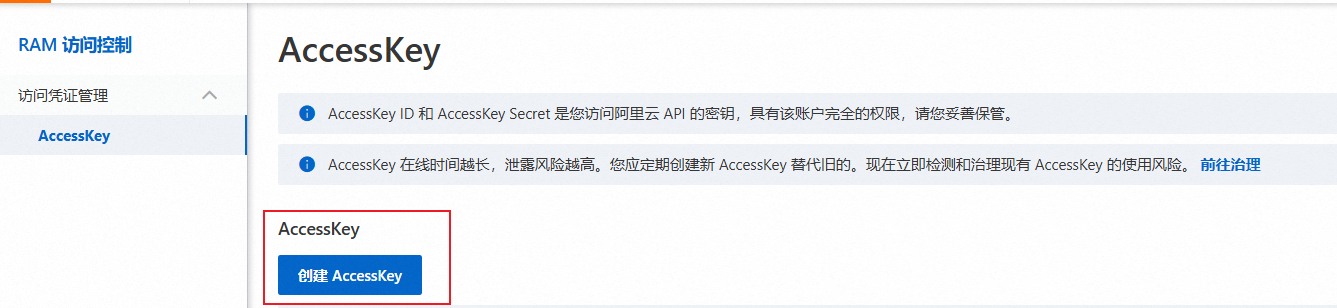 RAM 访问控制
访问凭证管理
AccessKey
AccessKey
AccessKey ID 和 AccessKey Secret 是您访问阿里云 API 的密钥，具有该账户完全的权限，请您妥善保管。
AccessKey 在线时间越长，泄露风险越高。您应定期创建新 AccessKey 替代旧的。现在立即检测和治理现有 AccessKey 的使用风险。 前往治理
AccessKey
创建 AccessKey